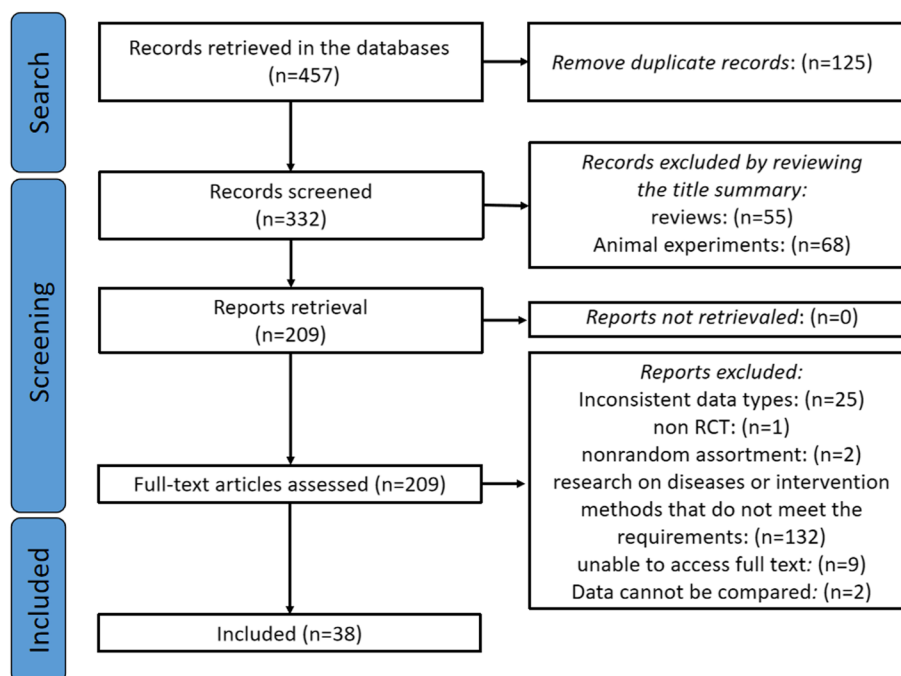 Search
Records retrieved in the databases
(n=457)
Remove duplicate records: (n=125)
Screening
Records screened
(n=332)
Records excluded by reviewing
the title summary:
reviews: (n=55)
Animal experiments: (n=68)
Reports retrieval
(n=209)
Reports not retrievaled: (n=0)
Full-text articles assessed (n=209)
Reports excluded:
Inconsistent data types: (n=25)
non RCT: (n=1)
nonrandom assortment: (n=2)
research on diseases or intervention
methods that do not meet the
requirements: (n=132)
unable to access full text: (n=9)
Data cannot be compared: (n=2)
Included
Included (n=38)